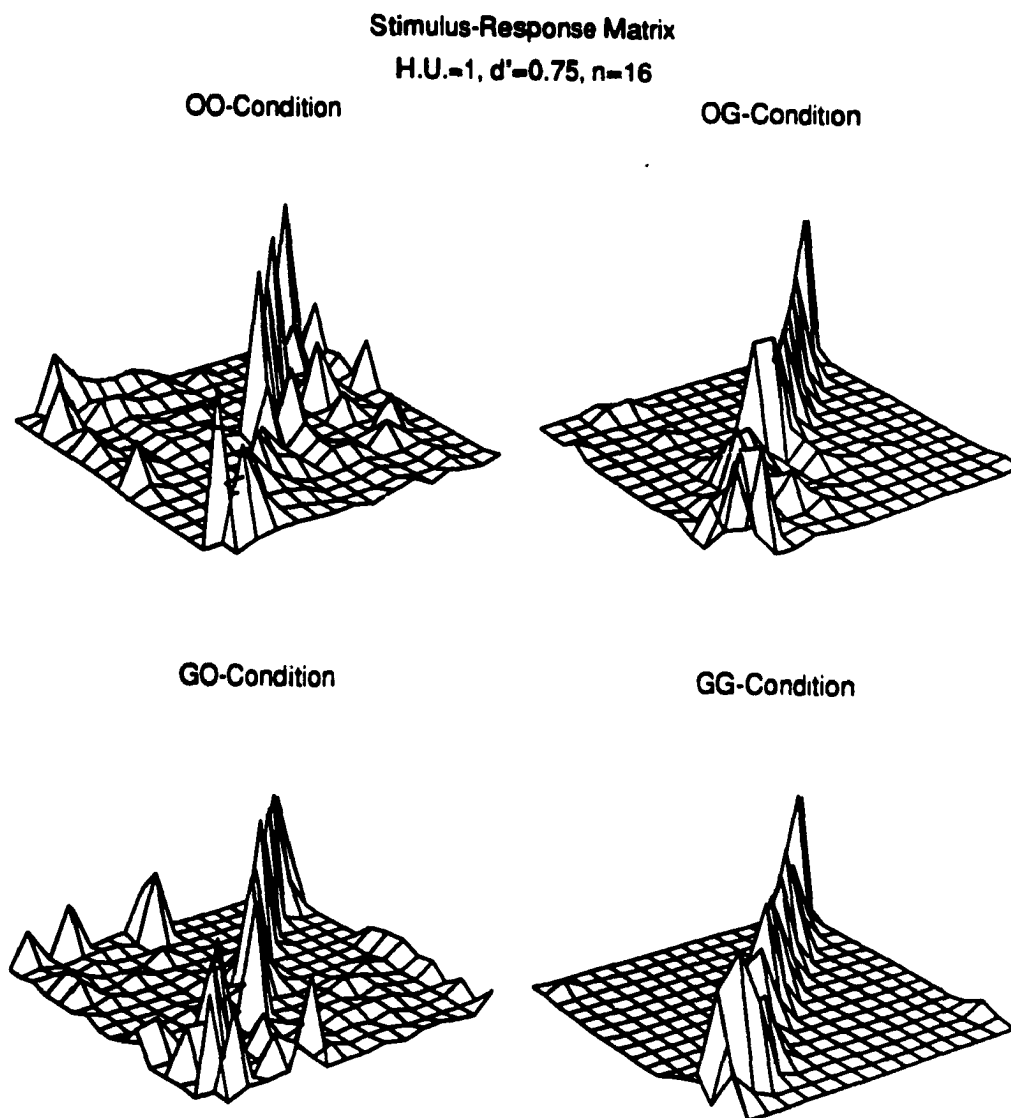 Stimulus-Response Matrix
H.U.=1, d'=0.75, n=16
OO-Condition
OG-Condition
GO-Condition
GG-Condition